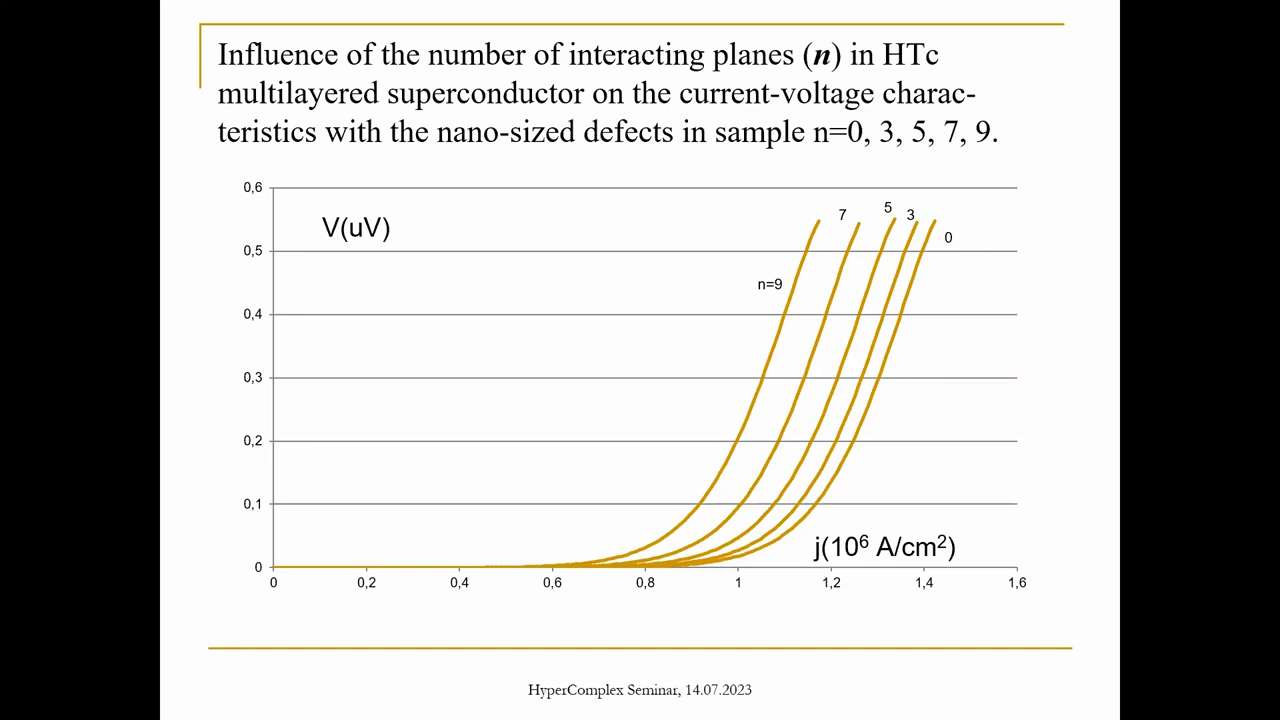 Influence of the number of interacting planes (n) in HTc
multilayered superconductor on the current-voltage charac-
teristics with the nano-sized defects in sample n=0, 3, 5, 7, 9.
0,6
0,5
0,4
0,3
0,2
0,1
0
V(uV)
n=9
7
5
3
0
j(10⁶ A/cm²)
0 0,2 0,4 0,6 0,8 1 1,2 1,4 1,6
HyperComplex Seminar, 14.07.2023